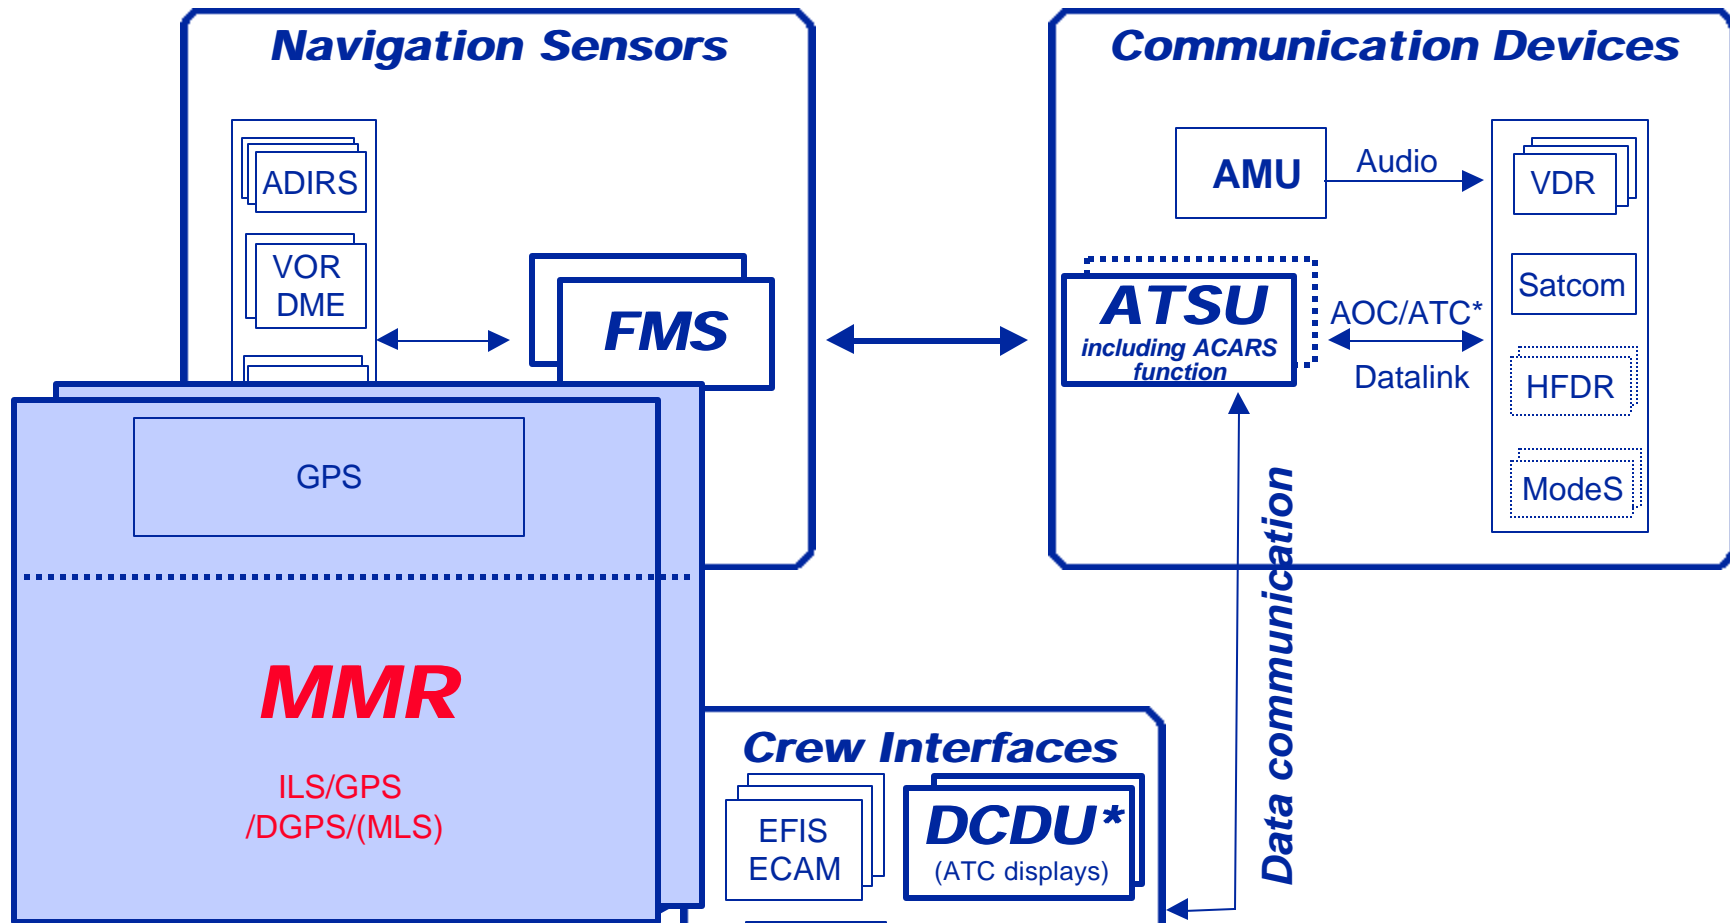 Navigation Sensors
ADIRS
VOR
DME
FMS
GPS
MMR
ILS/GPS
/DGPS/(MLS)
Communication Devices
AMU
Audio
VDR
ATSU
including ACARS
function
AOC/ATC*
Datalink
Satcom
HFDR
ModeS
Data communication
Crew Interfaces
EFIS
ECAM
DCDU*
(ATC displays)